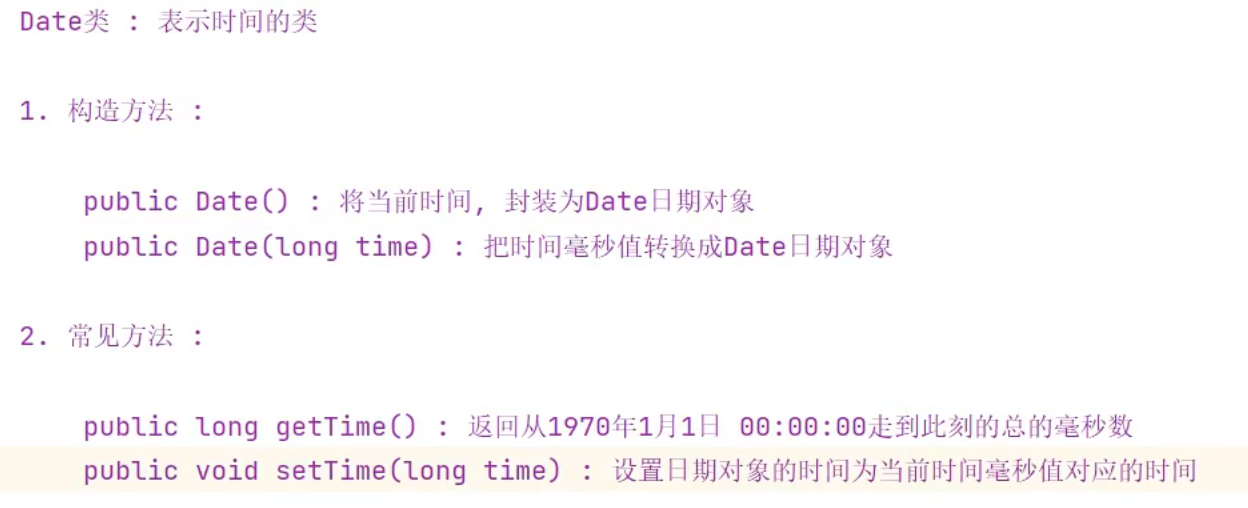 Date类 : 表示时间的类
1. 构造方法 :
public Date() : 将当前时间, 封装为Date日期对象
public Date(long time) : 把时间毫秒值转换成Date日期对象
2. 常见方法 :
public long getTime() : 返回从1970年1月1日 00:00:00走到此刻的总的毫秒数
public void setTime(long time) : 设置日期对象的时间为当前时间毫秒值对应的时间